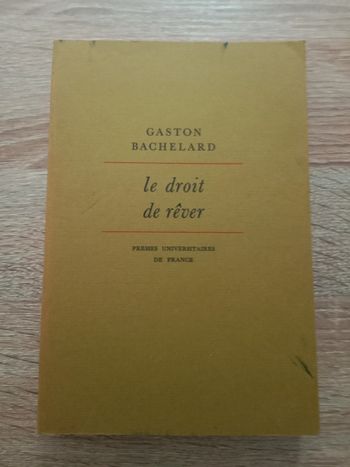 GASTON
BACHELARD
le droit
de rêver
PRESSES UNIVERSITAIRES
DE FRANCE